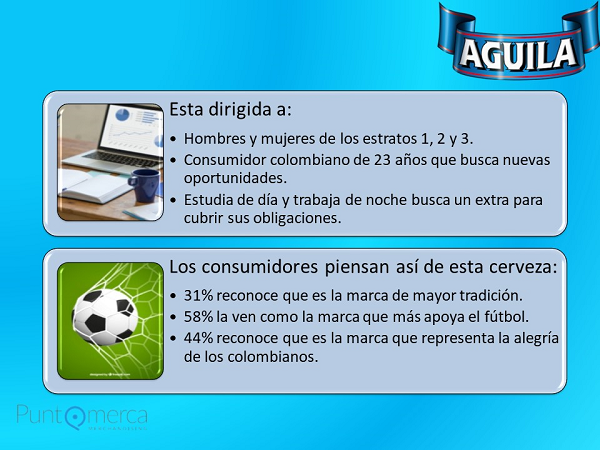 AGUILA
Esta dirigida a:
• Hombres y mujeres de los estratos 1, 2 y 3.
• Consumidor colombiano de 23 años que busca nuevas
oportunidades.
• Estudia de día y trabaja de noche busca un extra para
cubrir sus obligaciones.
Los consumidores piensan así de esta cerveza:
• 31% reconoce que es la marca de mayor tradición.
• 58% la ven como la marca que más apoya el fútbol.
• 44% reconoce que es la marca que representa la alegría
de los colombianos.
Puntomerca